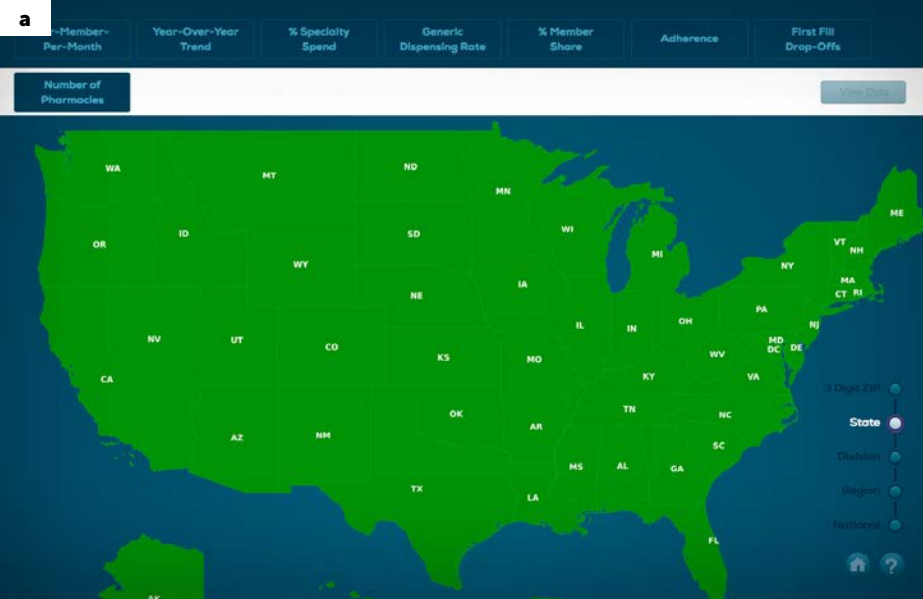 a
r-Member-
Per-Month
Year-Over-Year
Trend
% Specialty
Spend
Generic
Dispensing Rate
% Member
Share
Adherence
First Fill
Drop-Offs
Number of
Pharmacies
View Data
WA
MT
ND
MN
ME
OR
ID
SD
WI
VT
NH
WY
MI
NY
NE
IA
MA
CT RI
PA
NV
UT
CO
IL
IN
OH
NJ
KS
MO
WV
MD
DC DE
CA
KY
VA
3 Digit ZIP
OK
TN
NC
State
AZ
NM
AR
SC
Division
MS
AL
GA
TX
LA
Region
National
FL
?
AK